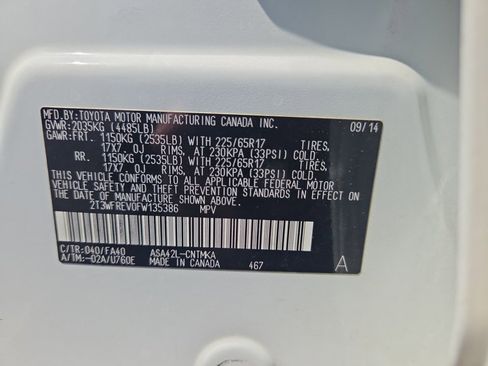 MFD.BY:TOYOTA MOTOR MANUFACTURING CANADA INC.
GVWR:2035KG (4485LB) 09/14
GAWR:FRT. 1150KG (2535LB) WITH 225/65R17 TIRES,
17X7.0J RIMS, AT 230KPA (33PSI) COLD.
RR. 1150KG (2535LB) WITH 225/65R17 TIRES,
17X7.0J RIMS, AT 230KPA (33PSI) COLD.
THIS VEHICLE CONFORMS TO ALL APPLICABLE FEDERAL MOTOR
VEHICLE SAFETY AND THEFT PREVENTION STANDARDS IN EFFECT
ON THE DATE OF MANUFACTURE SHOWN ABOVE.
2T3WFREV0FW135386 MPV
C/TR:040/FA40 ASA42L-CNTMKA
A/TM:-02A/U760E MADE IN CANADA 467 A